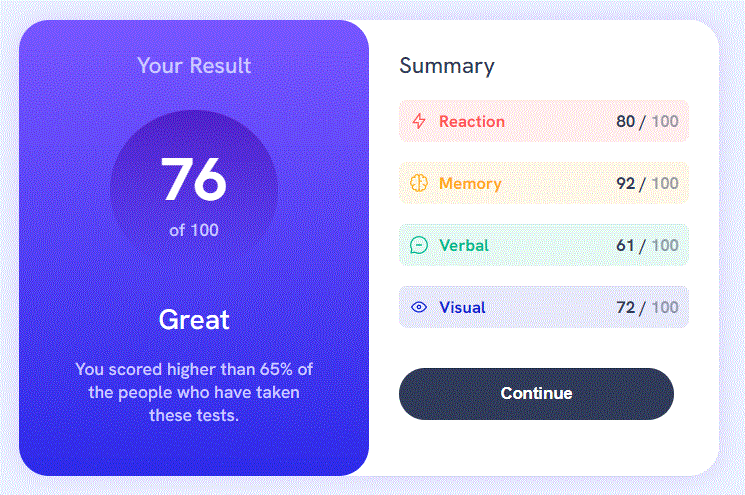 Your Result
76
of 100
Great
You scored higher than 65% of
the people who have taken
these tests.
Summary
Reaction 80 / 100
Memory 92 / 100
Verbal 61 / 100
Visual 72 / 100
Continue